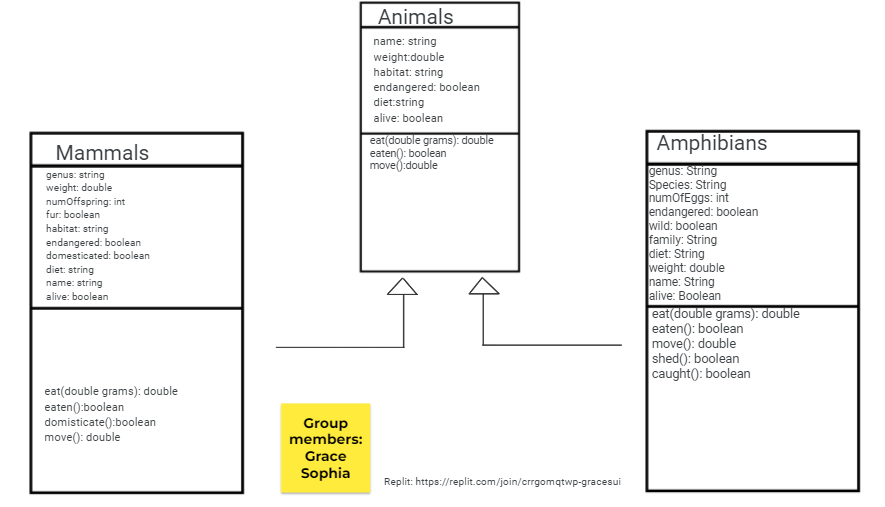 Animals
name: string
weight:double
habitat: string
endangered: boolean
diet:string
alive: boolean
eat(double grams): double
eaten(): boolean
move():double
Mammals
genus: string
weight: double
numOffspring: int
fur: boolean
habitat: string
endangered: boolean
domesticated: boolean
diet: string
name: string
alive: boolean
eat(double grams): double
eaten():boolean
domisticate():boolean
move(): double
Amphibians
genus: String
Species: String
numOfEggs: int
endangered: boolean
wild: boolean
family: String
diet: String
weight: double
name: String
alive: Boolean
eat(double grams): double
eaten(): boolean
move(): double
shed(): boolean
caught(): boolean
Group
members:
Grace
Sophia
Replit: https://replit.com/join/crrgomqtwp-gracesui